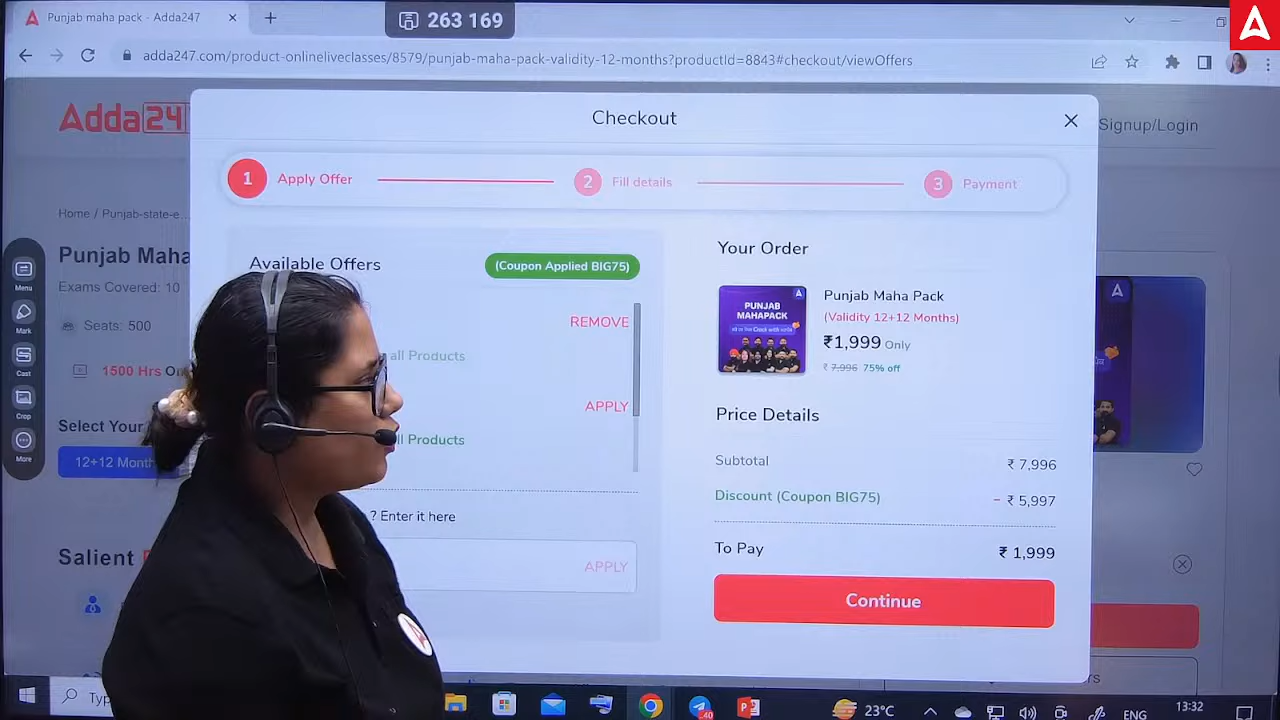 Punjab maha pack - Adda247
263 169
adda247.com/product-onlineliveclasses/8579/punjab-maha-pack-validity-12-months?productId=8843#checkout/viewOffers
Adda24
Signup/Login
Checkout
1 Apply Offer
2 Fill details
3 Payment
Home / Punjab-state-e...
Punjab Maha
Exams Covered: 10
Seats: 500
1500 Hrs
Select Your
12+12 Month
Salient
Menu
Mark
Cast
Crop
More
Available Offers
(Coupon Applied BIG75)
REMOVE
all Products
APPLY
ll Products
? Enter it here
APPLY
Your Order
PUNJAB
MAHAPACK
Punjab Maha Pack
(Validity 12+12 Months)
₹1,999 Only
₹ 7,996 75% off
Price Details
Subtotal ₹ 7,996
Discount (Coupon BIG75) - ₹ 5,997
To Pay ₹ 1,999
Continue
rs
Typ
40
23°C
ENG
13:32